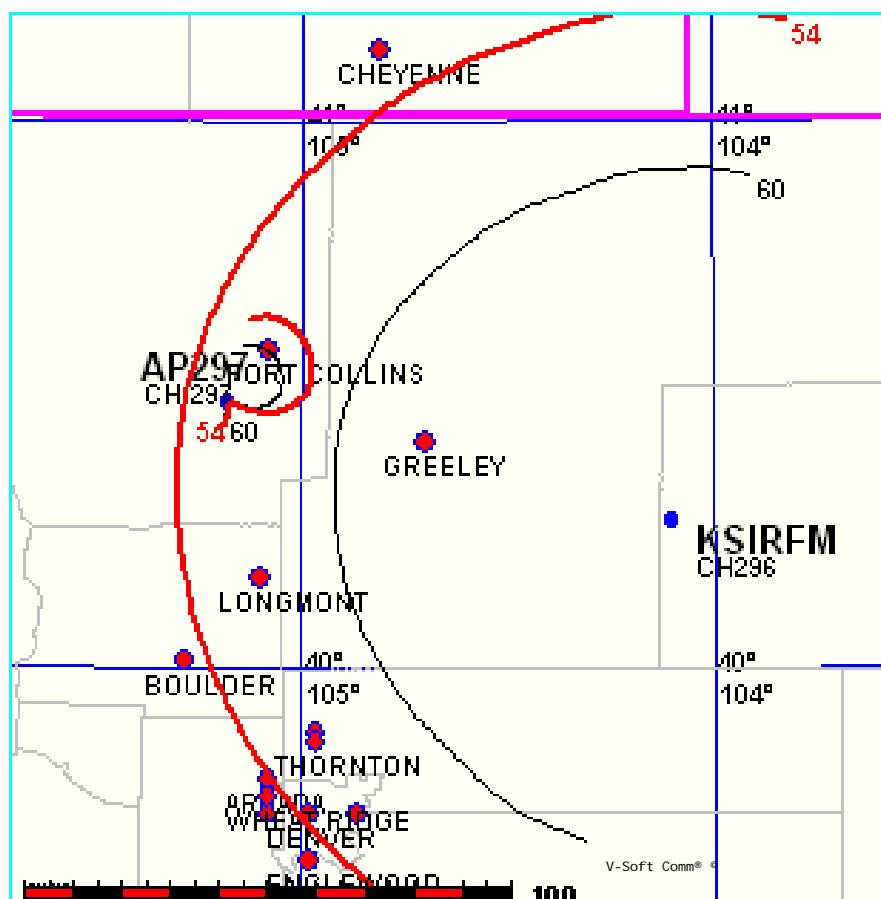 54
CHEYENNE
41°
41°
105°
104°
60
AP297
FORT COLLINS
CH297
54 60
GREELEY
KSIRFM
CH296
LONGMONT
40°
40°
BOULDER
105°
104°
THORNTON
ARVADA
WHEAT RIDGE
DENVER
V-Soft Comm® ©
ENGLEWOOD
100